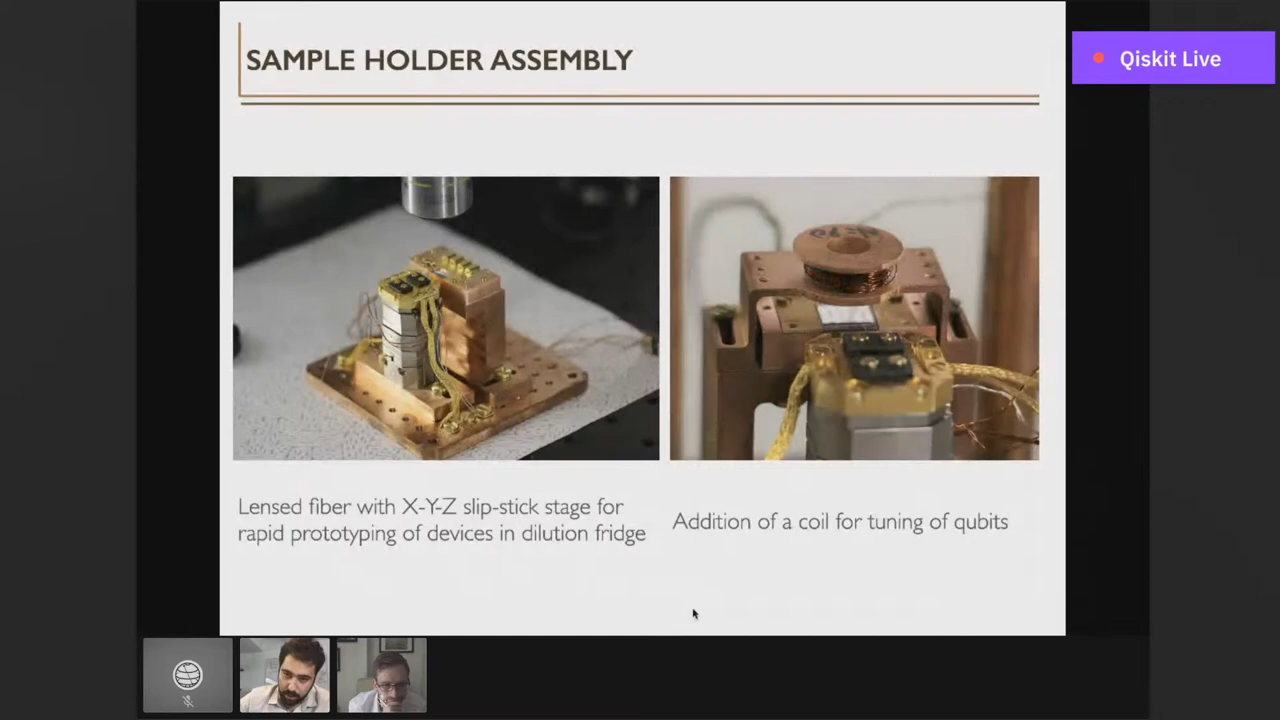 SAMPLE HOLDER ASSEMBLY
Qiskit Live
Lensed fiber with X-Y-Z slip-stick stage for
rapid prototyping of devices in dilution fridge
Addition of a coil for tuning of qubits